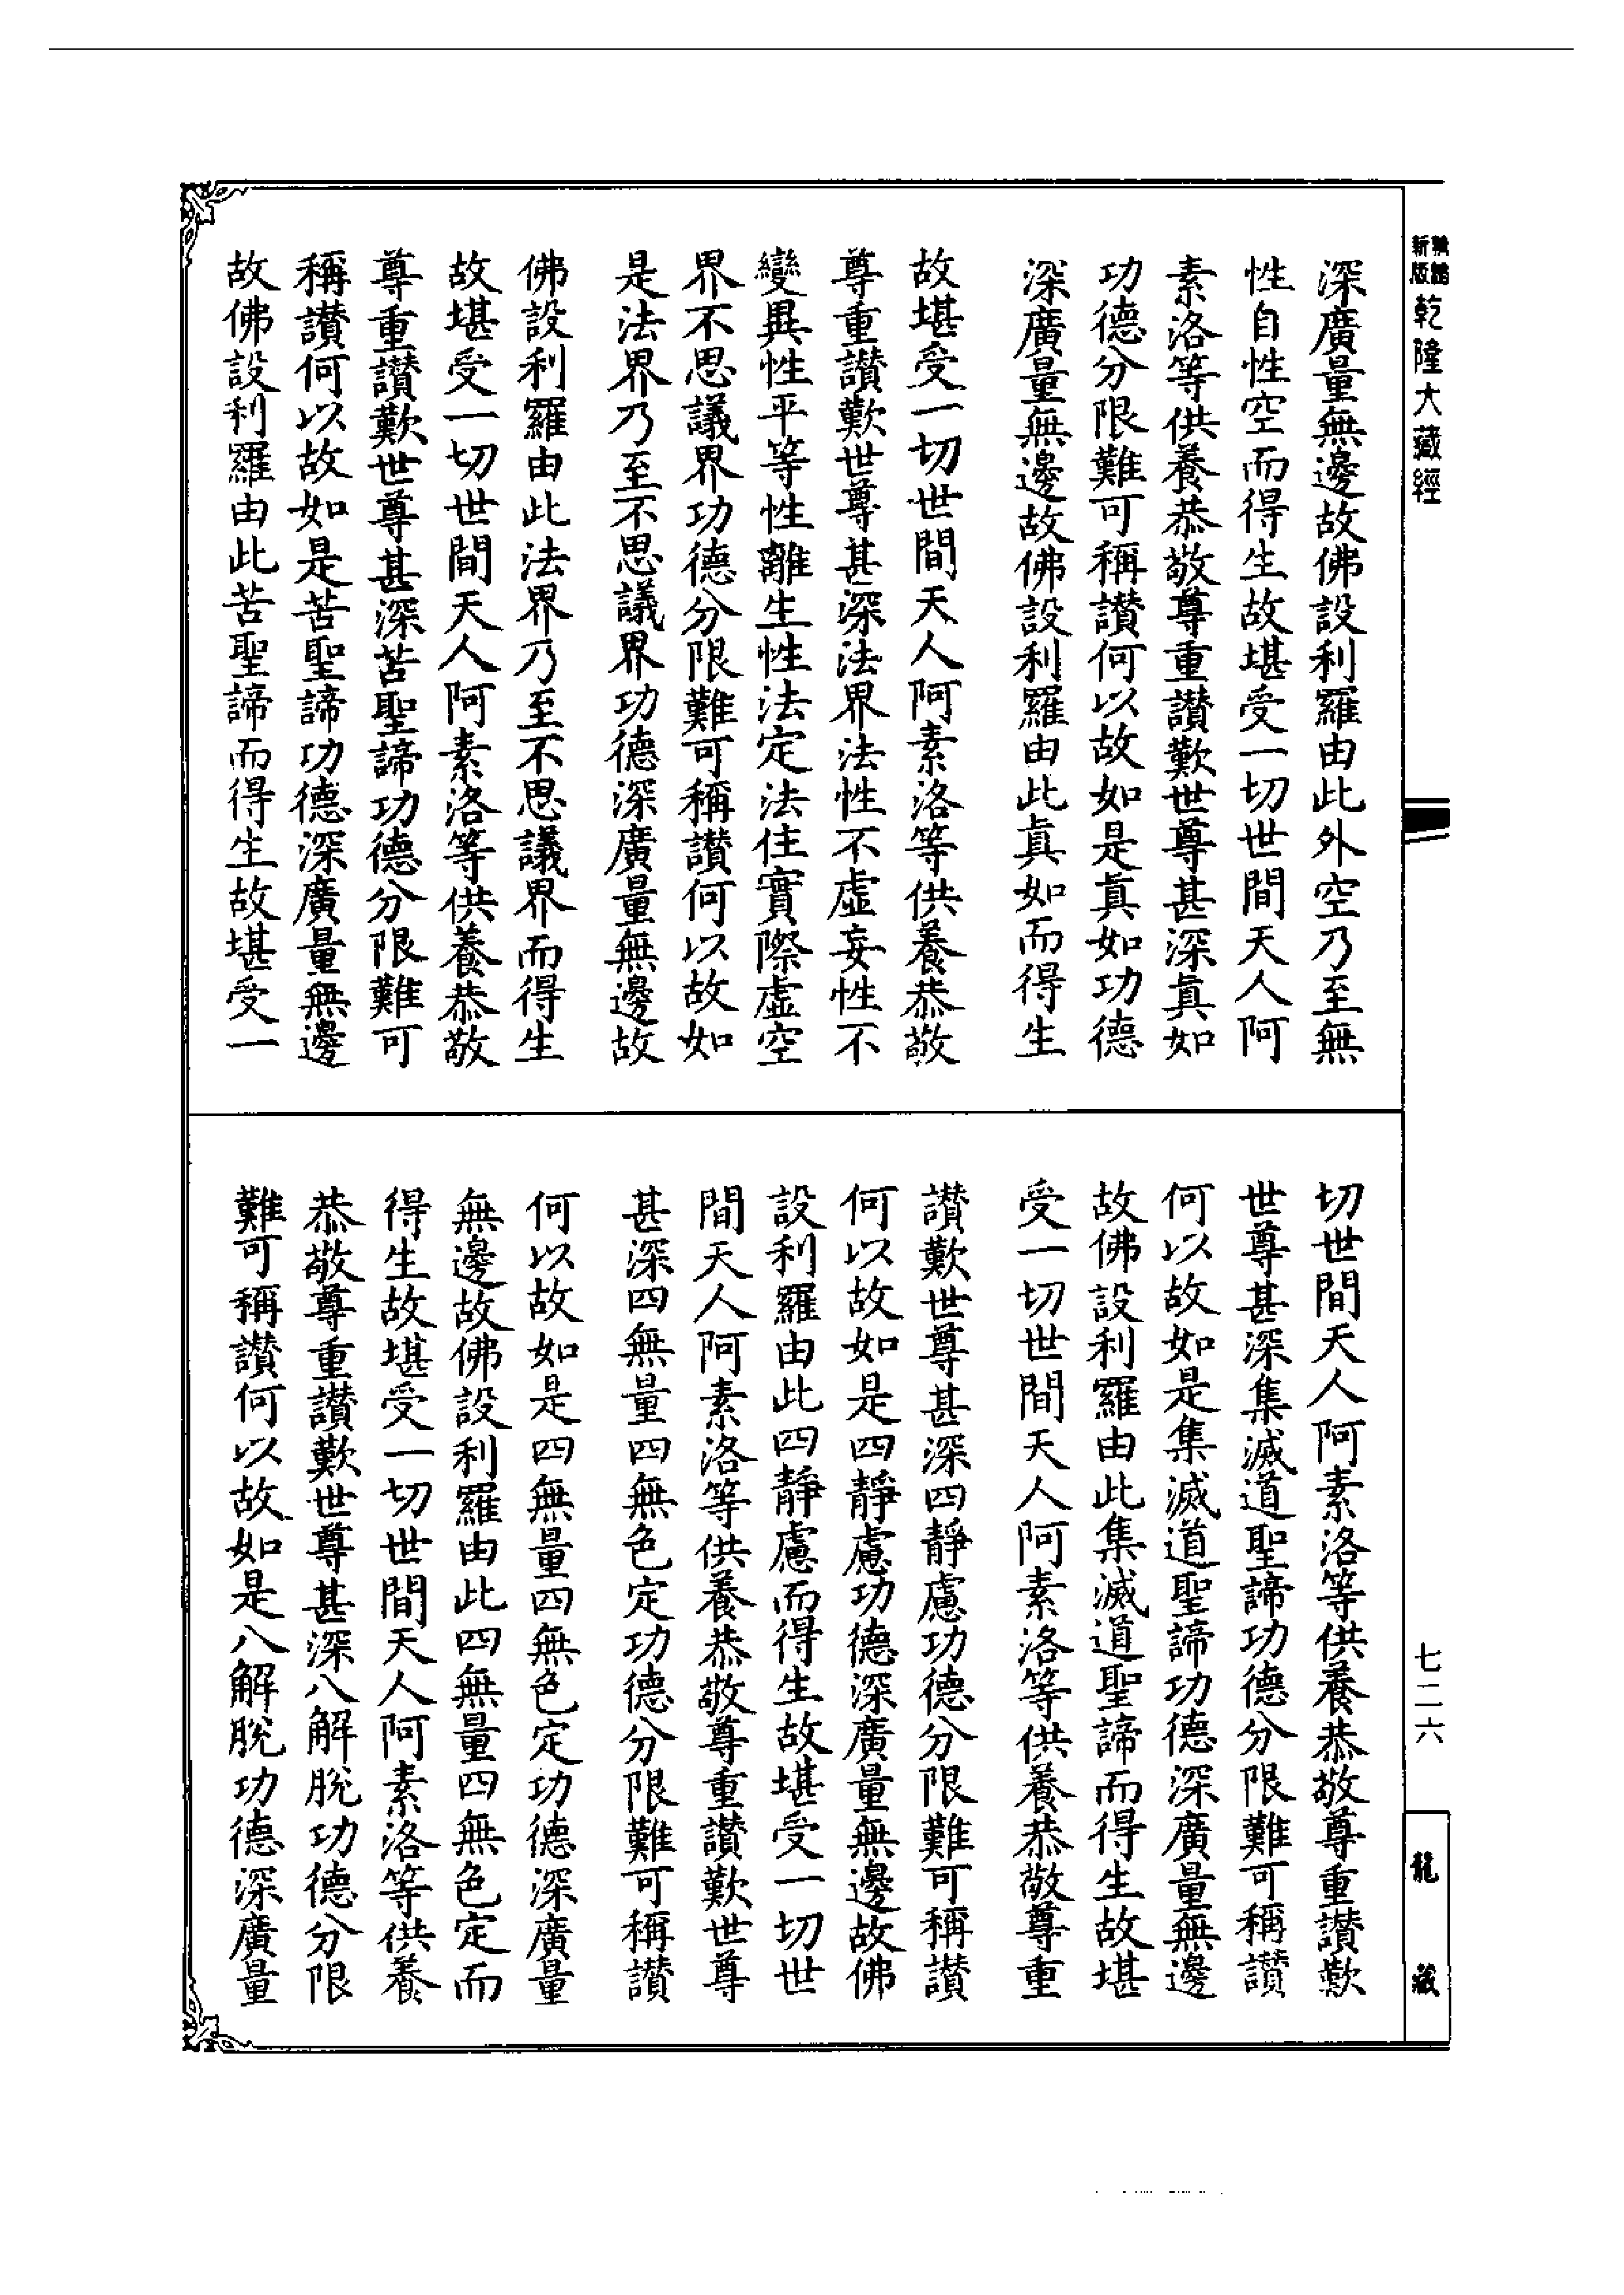 新版
乾隆大藏經
深廣量無邊故佛設利羅由此外空乃至無
性自性空而得生故堪受一切世間天人阿
素洛等供養恭敬尊重讚歎世尊甚深真如
功德分限難可稱讚何以故如是真如功德
深廣量無邊故佛設利羅由此真如而得生
故堪受一切世間天人阿素洛等供養恭敬
尊重讚歎世尊甚深法界法性不虛妄性不
變異性平等性離生性法定法住實際虛空
界不思議界功德分限難可稱讚何以故如
是法界乃至不思議界功德深廣量無邊故
佛設利羅由此法界乃至不思議界而得生
故堪受一切世間天人阿素洛等供養恭敬
尊重讚歎世尊甚深苦聖諦功德分限難可
稱讚何以故如是苦聖諦功德深廣量無邊
故佛設利羅由此苦聖諦而得生故堪受一
切世間天人阿素洛等供養恭敬尊重讚歎
世尊甚深集滅道聖諦功德分限難可稱讚
何以故如是集滅道聖諦功德深廣量無邊
故佛設利羅由此集滅道聖諦而得生故堪
受一切世間天人阿素洛等供養恭敬尊重
讚歎世尊甚深四靜慮功德分限難可稱讚
何以故如是四靜慮功德深廣量無邊故佛
設利羅由此四靜慮而得生故堪受一切世
間天人阿素洛等供養恭敬尊重讚歎世尊
甚深四無量四無色定功德分限難可稱讚
何以故如是四無量四無色定功德深廣量
無邊故佛設利羅由此四無量四無色定而
得生故堪受一切世間天人阿素洛等供養
恭敬尊重讚歎世尊甚深八解脫功德分限
難可稱讚何以故如是八解脫功德深廣量
七二六
龍藏